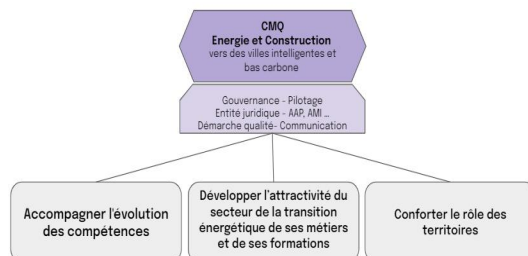 CMQ
Energie et Construction
vers des villes intelligentes et
bas carbone
Gouvernance - Pilotage
Entité juridique - AAP, AMI ...
Démarche qualité- Communication
Accompagner l'évolution
des compétences
Développer l'attractivité du
secteur de la transition
énergétique de ses métiers
et de ses formations
Conforter le rôle des
territoires